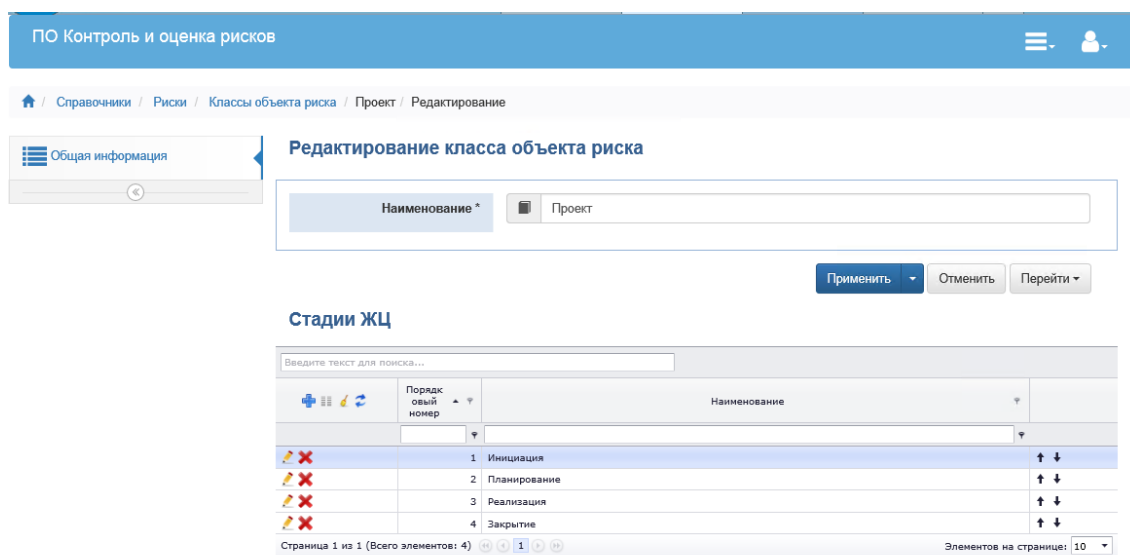 ПО Контроль и оценка рисков
/ Справочники / Риски / Классы объекта риска / Проект / Редактирование
Общая информация
Редактирование класса объекта риска
Наименование *
Проект
Применить
Отменить
Перейти
Стадии ЖЦ
Введите текст для поиска...
Порядк
овый
номер
Наименование
1 Инициация
2 Планирование
3 Реализация
4 Закрытие
Страница 1 из 1 (Всего элементов: 4) 1
Элементов на странице: 10